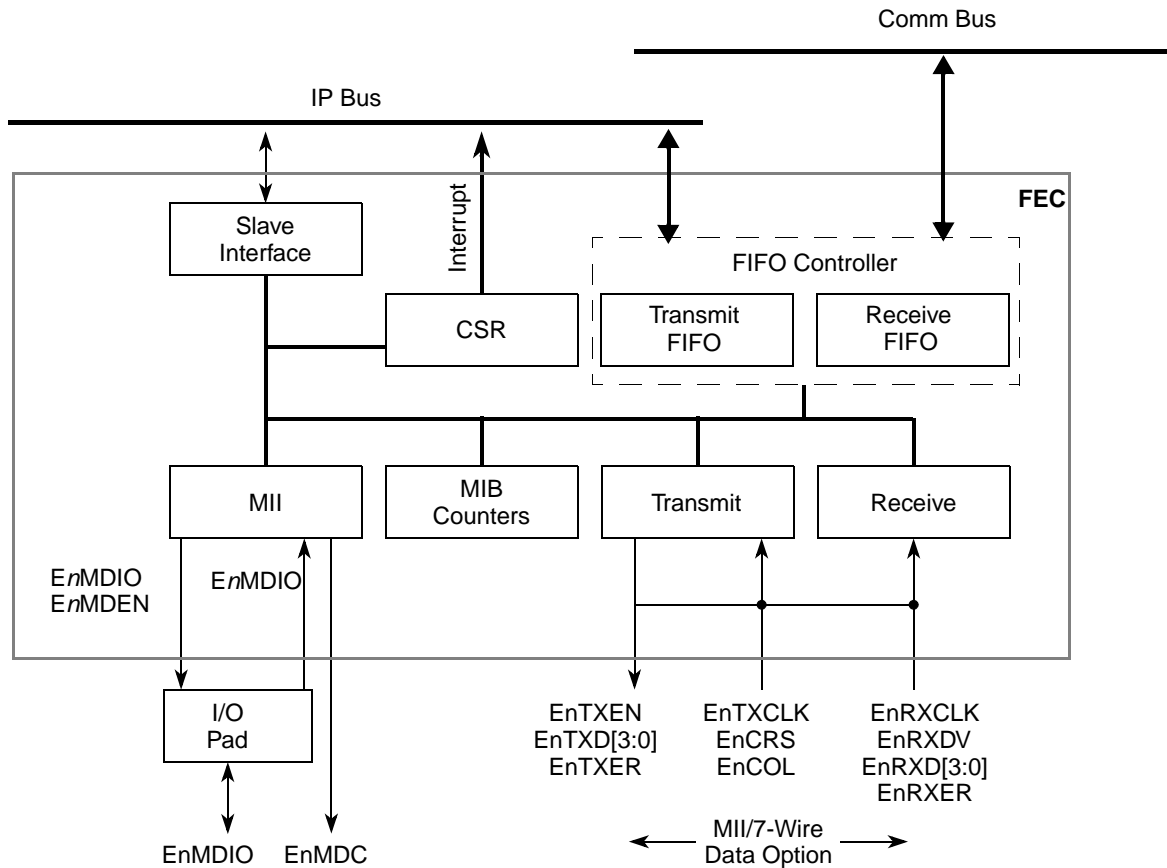 Comm Bus
IP Bus
FEC
Interrupt
Slave
Interface
FIFO Controller
CSR
Transmit
FIFO
Receive
FIFO
MII
MIB
Counters
Transmit
Receive
EnMDIO
EnMDEN
EnMDIO
I/O
Pad
EnTXEN
EnTXD[3:0]
EnTXER
EnTXCLK
EnCRS
EnCOL
EnRXCLK
EnRXDV
EnRXD[3:0]
EnRXER
EnMDIO
EnMDC
MII/7-Wire
Data Option